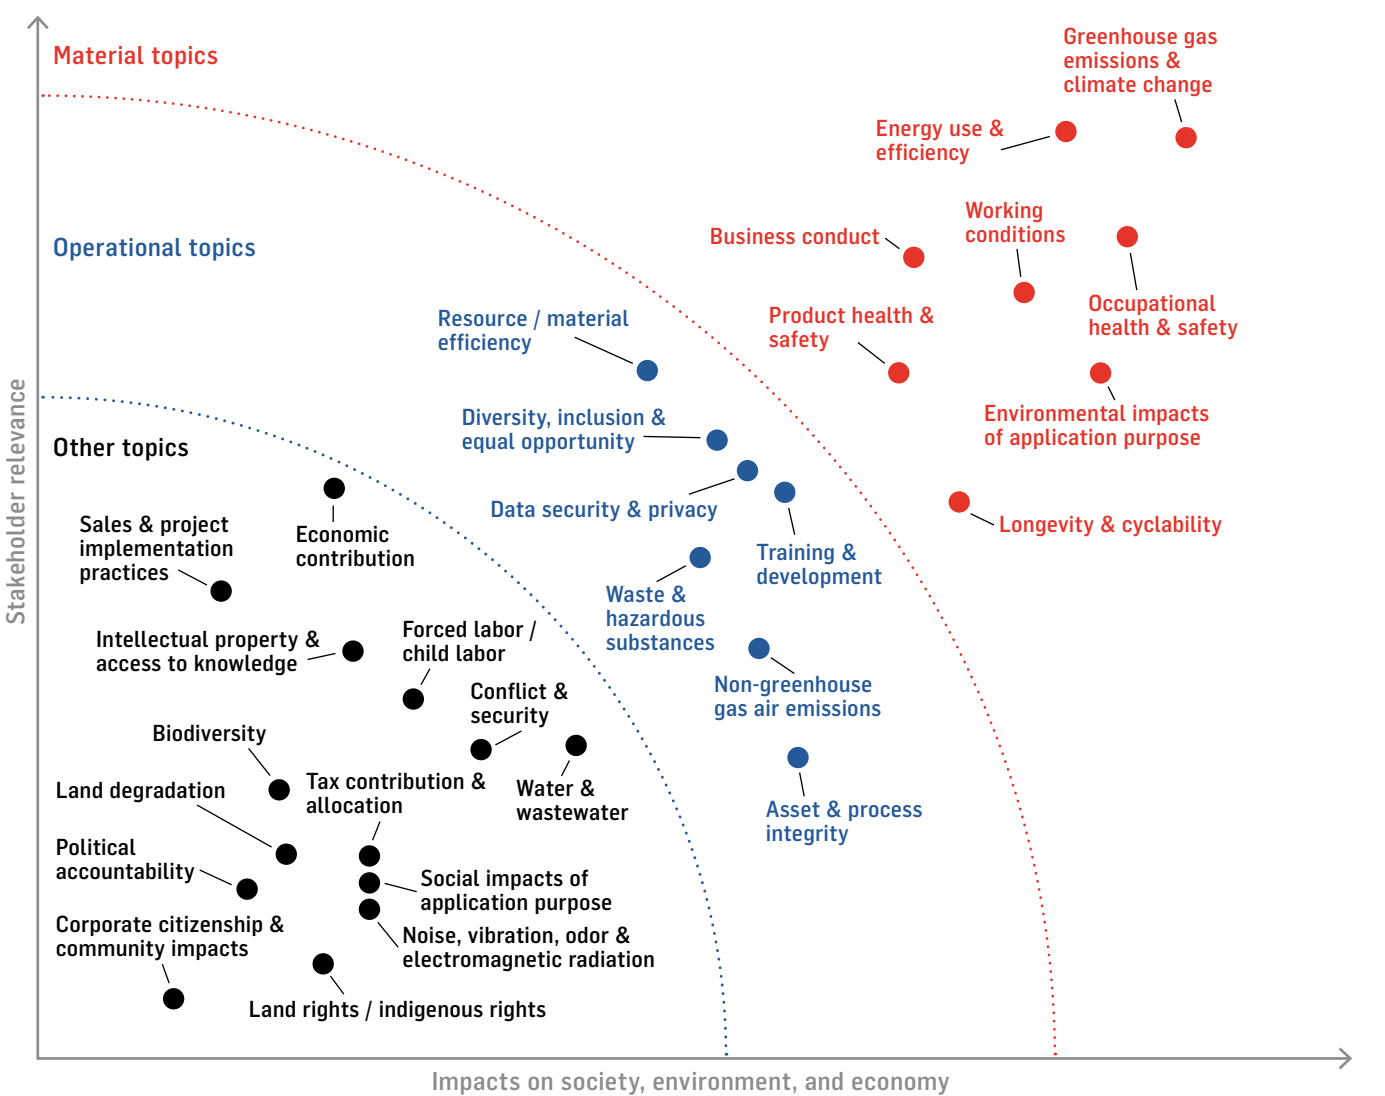 Material topics
Greenhouse gas
emissions &
climate change
Energy use &
efficiency
Working
conditions
Business conduct
Operational topics
Occupational
health & safety
Product health &
safety
Resource / material
efficiency
Environmental impacts
of application purpose
Diversity, inclusion &
equal opportunity
Other topics
Data security & privacy
Longevity & cyclability
Sales & project
implementation
practices
Economic
contribution
Training &
development
Waste &
hazardous
substances
Stakeholder relevance
Intellectual property &
access to knowledge
Forced labor /
child labor
Conflict &
security
Non-greenhouse
gas air emissions
Biodiversity
Land degradation
Tax contribution &
allocation
Water &
wastewater
Asset & process
integrity
Political
accountability
Social impacts of
application purpose
Corporate citizenship &
community impacts
Noise, vibration, odor &
electromagnetic radiation
Land rights / indigenous rights
Impacts on society, environment, and economy